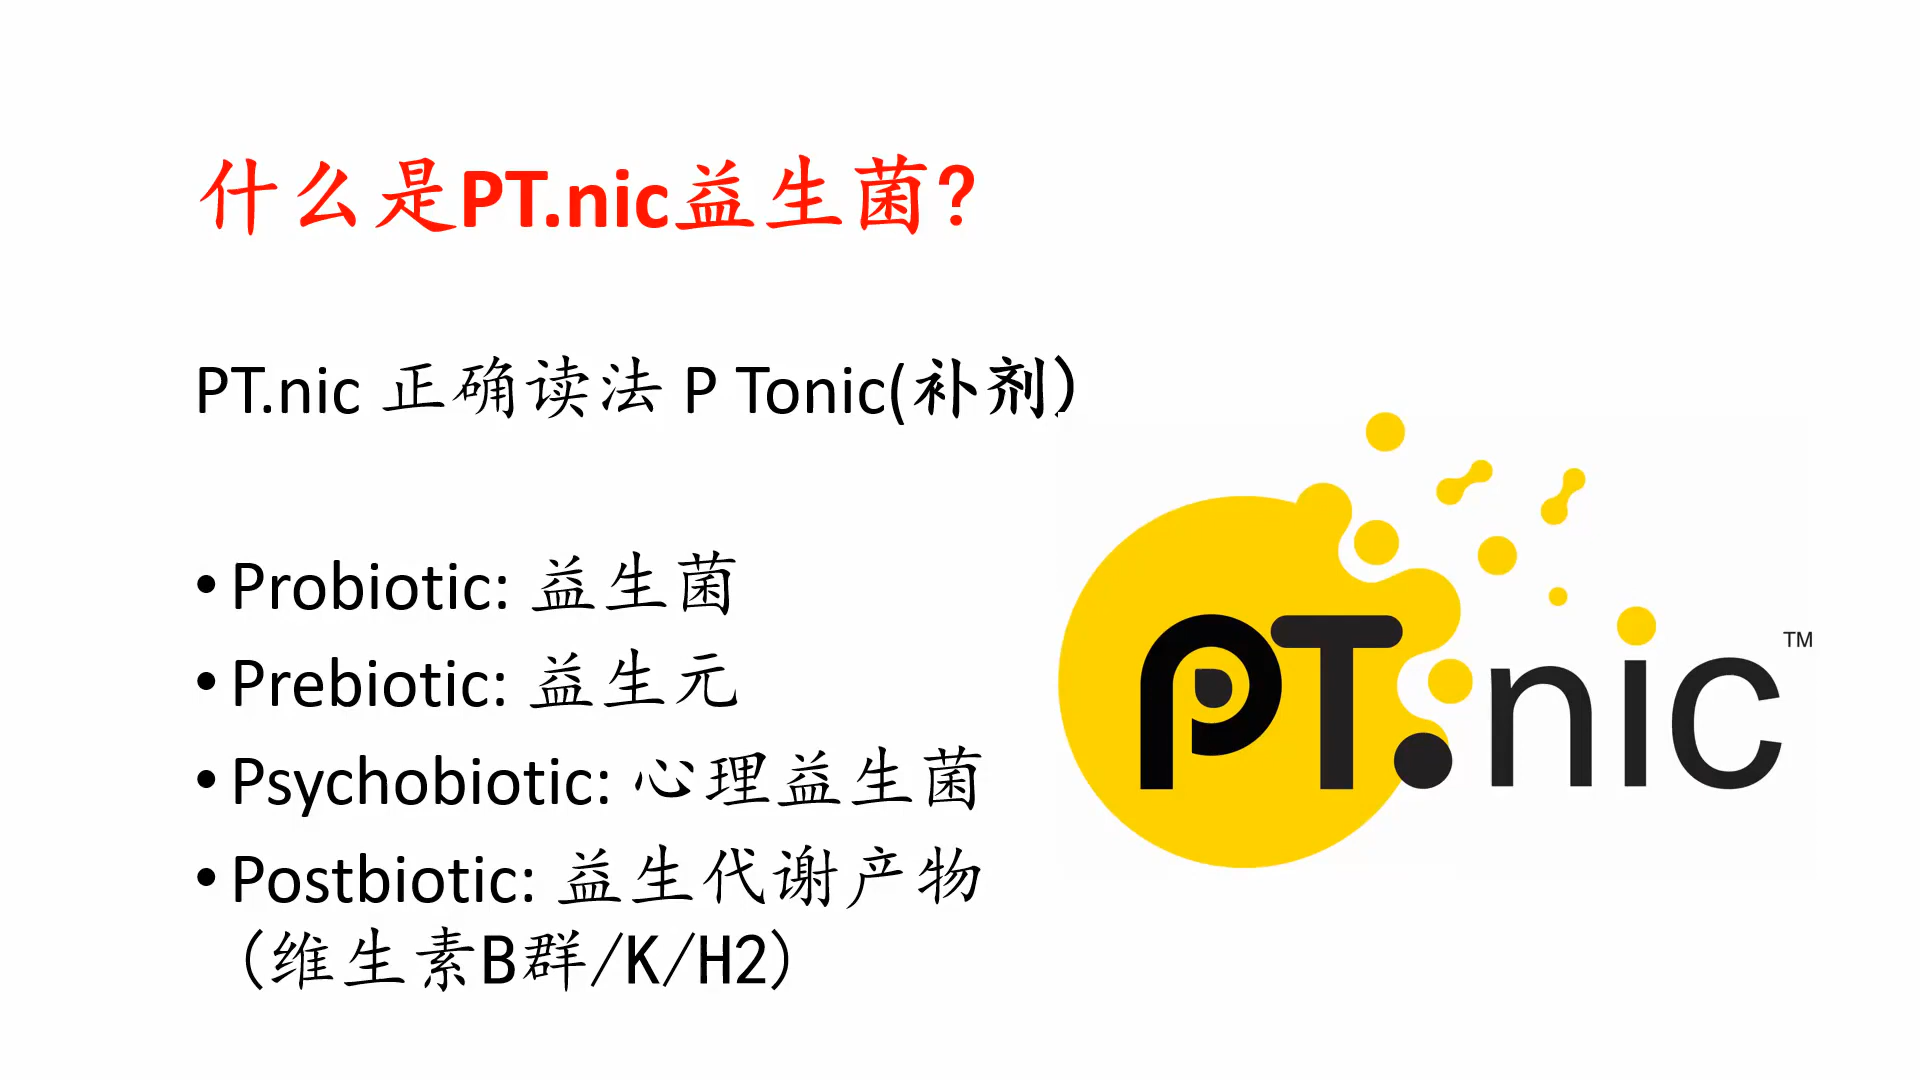 什么是PT.nic益生菌?
PT.nic 正确读法 P Tonic(补剂)
• Probiotic: 益生菌
• Prebiotic: 益生元
• Psychobiotic: 心理益生菌
• Postbiotic: 益生代谢产物
(维生素B群/K/H2)
PT.nic TM